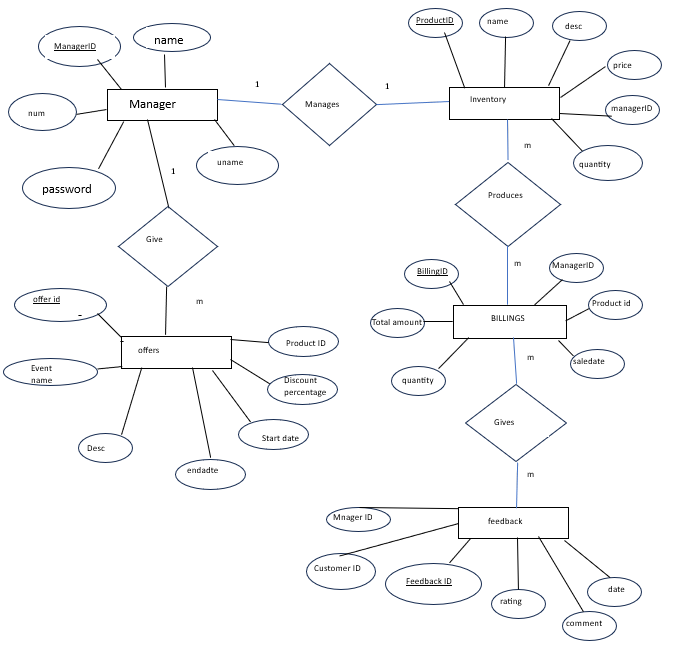 ProductID
name
desc
ManagerID
name
price
1
1
Manager
Manages
Inventory
managerID
num
m
uname
quantity
1
password
Produces
Give
m
ManagerID
BillingID
offer id
m
Product id
Total amount
BILLINGS
Product ID
offers
m
saledate
Event
name
quantity
Discount
percentage
Gives
Start date
Desc
endadte
m
Mnager ID
feedback
Customer ID
Feedback ID
date
rating
comment